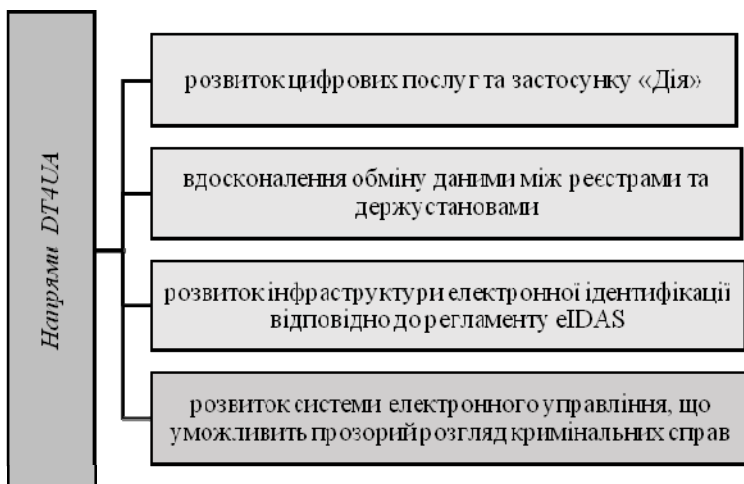 Напрями DT4UA
розвиток цифрових послуг та застосунку «Дія»
вдосконалення обміну даними між реєстрами та
держустановами
розвиток інфраструктури електронної ідентифікації
відповідно до регламенту eIDAS
розвиток системи електронного управління, що
уможливить прозорий розгляд кримінальних справ